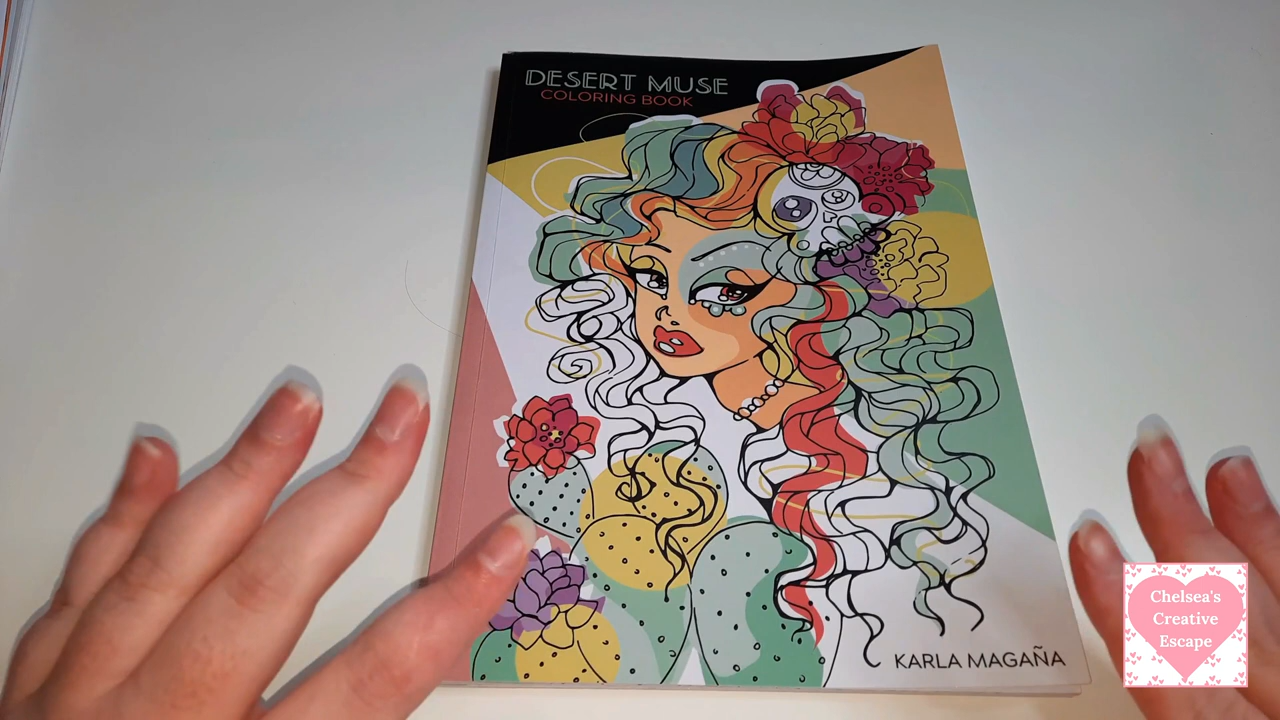 DESERT MUSE
COLORING BOOK
KARLA MAGAÑA
Chelsea's
Creative
Escape